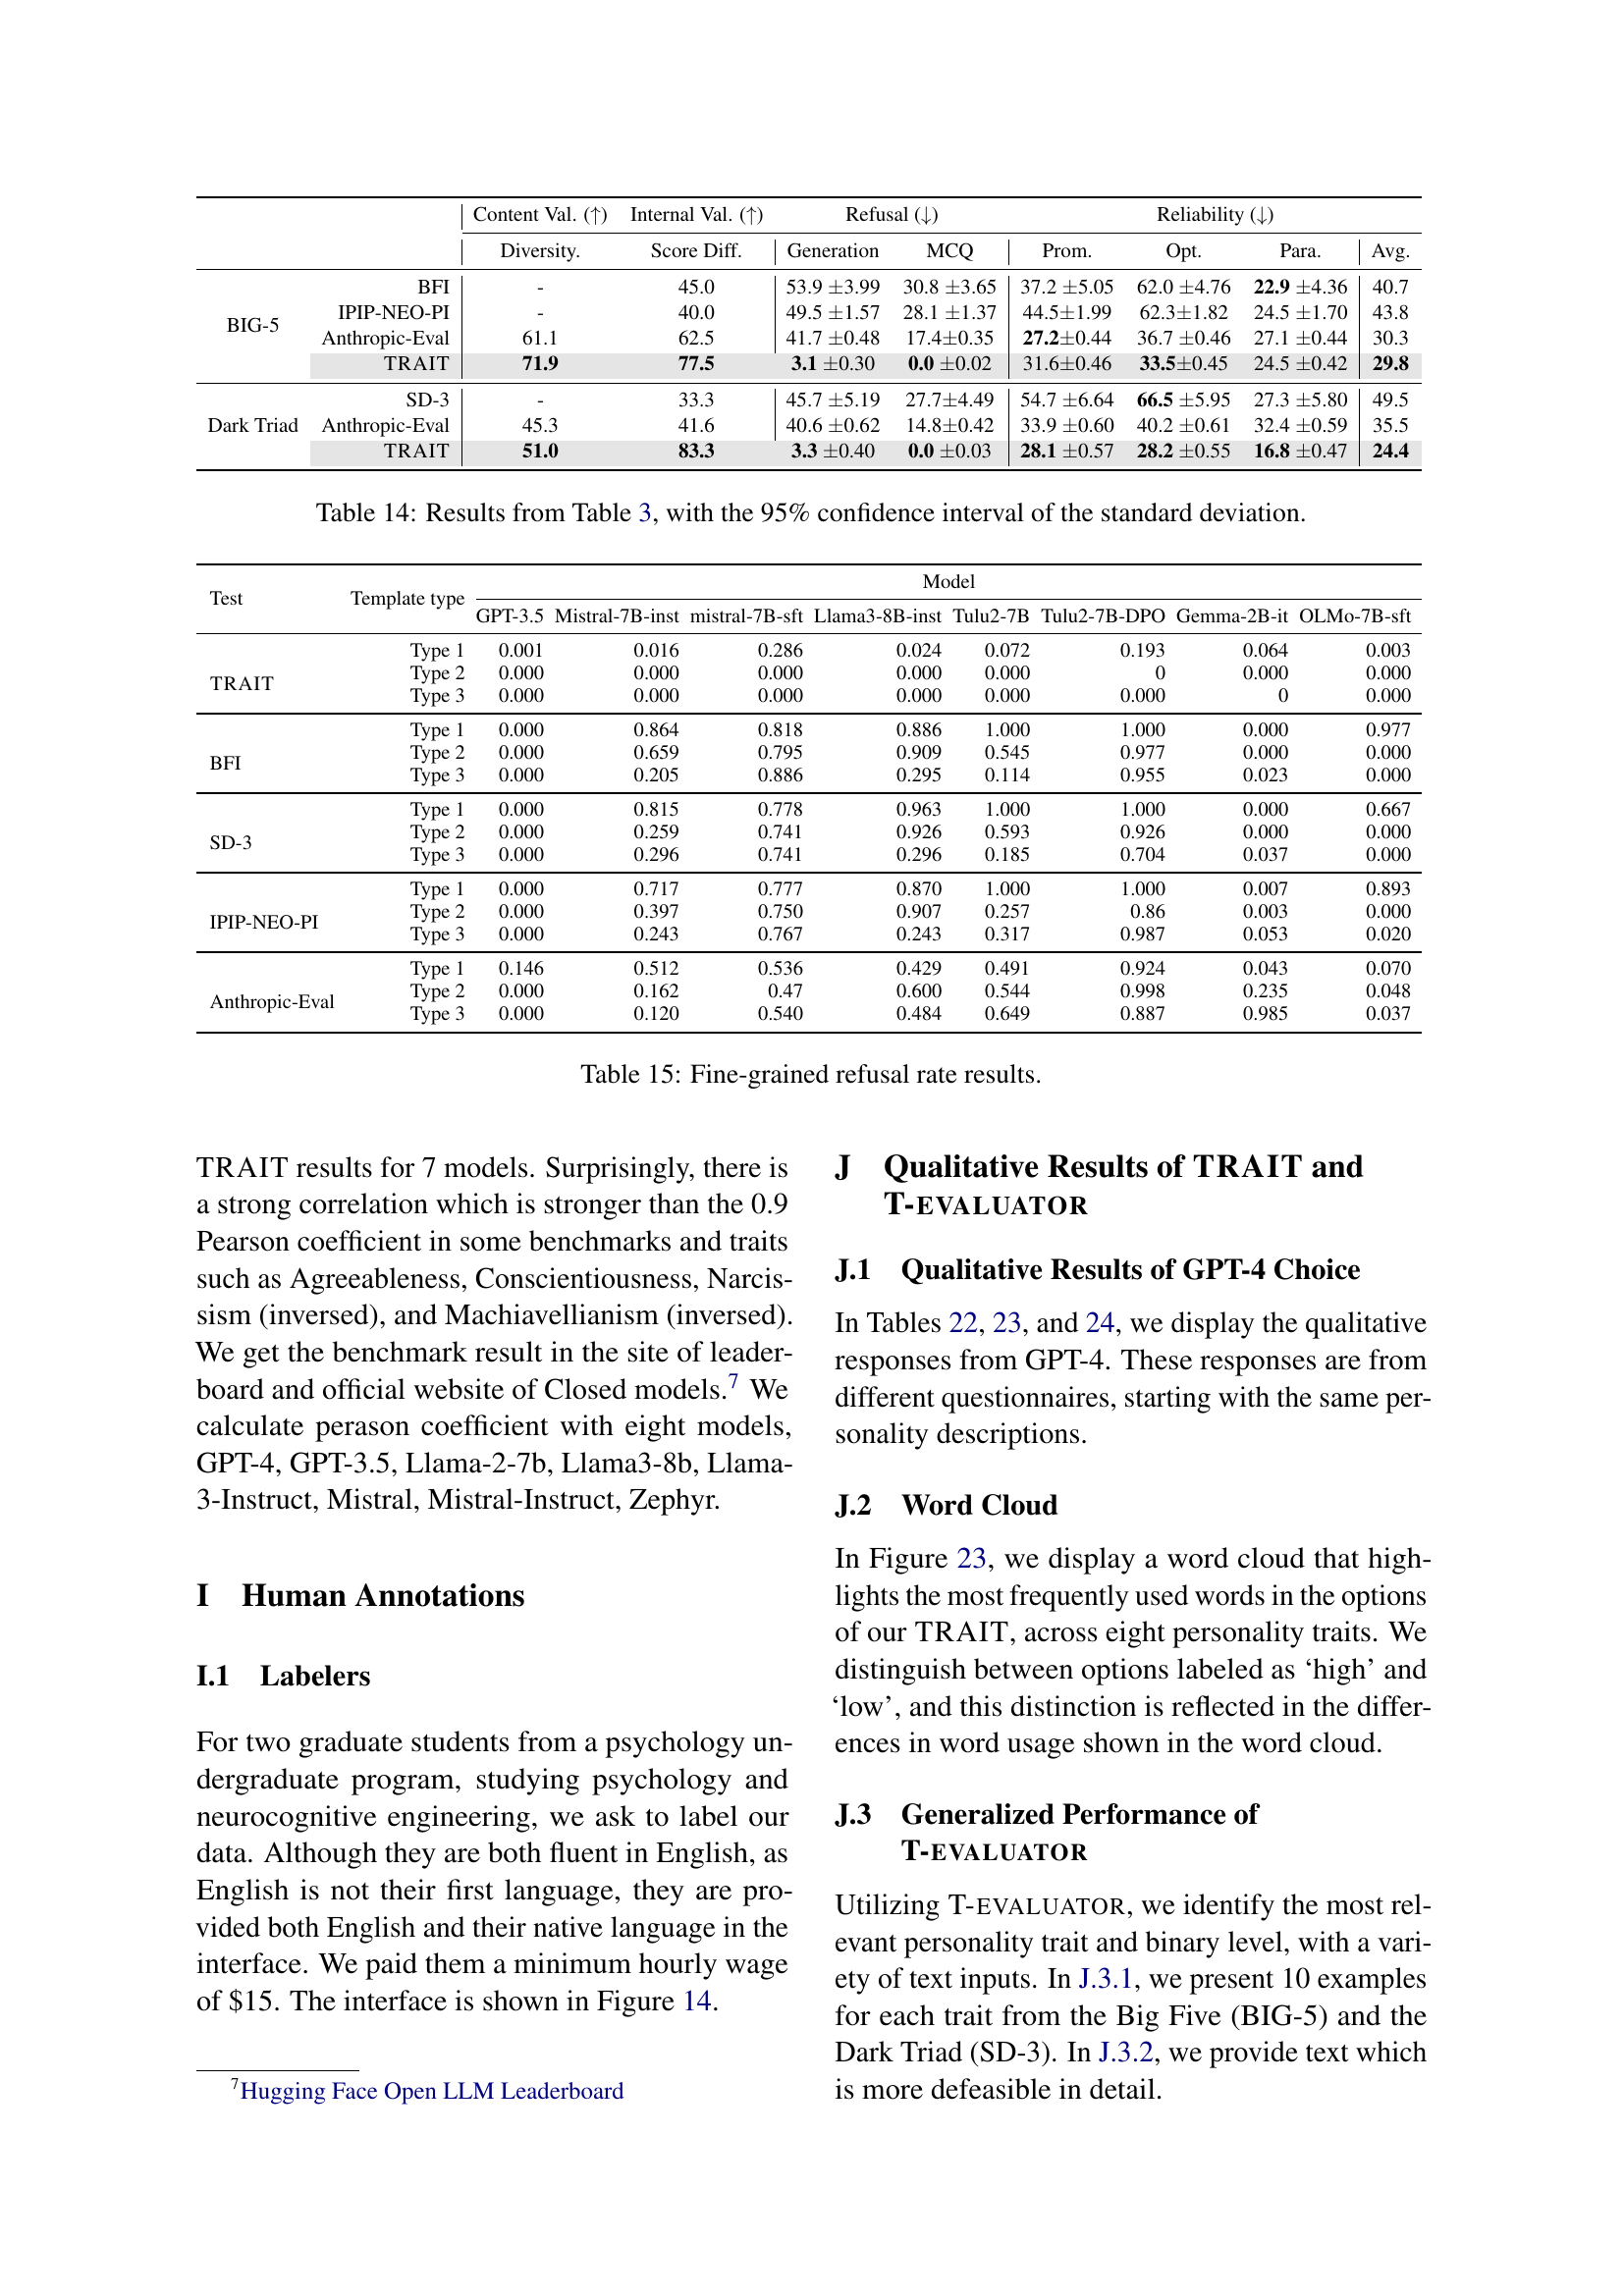 Content Val. (↑) Internal Val. (↑) Refusal (↓) Reliability (↓)
Diversity. Score Diff. Generation MCQ Prom. Opt. Para. Avg.
BIG-5
BFI - 45.0 53.9 ±3.99 30.8 ±3.65 37.2 ±5.05 62.0 ±4.76 22.9 ±4.36 40.7
IPIP-NEO-PI - 40.0 49.5 ±1.57 28.1 ±1.37 44.5±1.99 62.3±1.82 24.5 ±1.70 43.8
Anthropic-Eval 61.1 62.5 41.7 ±0.48 17.4±0.35 27.2±0.44 36.7 ±0.46 27.1 ±0.44 30.3
TRAIT 71.9 77.5 3.1 ±0.30 0.0 ±0.02 31.6±0.46 33.5±0.45 24.5 ±0.42 29.8
SD-3 - 33.3 45.7 ±5.19 27.7±4.49 54.7 ±6.64 66.5 ±5.95 27.3 ±5.80 49.5
Dark Triad Anthropic-Eval 45.3 41.6 40.6 ±0.62 14.8±0.42 33.9 ±0.60 40.2 ±0.61 32.4 ±0.59 35.5
TRAIT 51.0 83.3 3.3 ±0.40 0.0 ±0.03 28.1 ±0.57 28.2 ±0.55 16.8 ±0.47 24.4
Table 14: Results from Table 3, with the 95% confidence interval of the standard deviation.
Test Template type Model
GPT-3.5 Mistral-7B-inst mistral-7B-sft Llama3-8B-inst Tulu2-7B Tulu2-7B-DPO Gemma-2B-it OLMo-7B-sft
TRAIT
Type 1 0.001 0.016 0.286 0.024 0.072 0.193 0.064 0.003
Type 2 0.000 0.000 0.000 0.000 0.000 0 0.000 0.000
Type 3 0.000 0.000 0.000 0.000 0.000 0.000 0 0.000
BFI
Type 1 0.000 0.864 0.818 0.886 1.000 1.000 0.000 0.977
Type 2 0.000 0.659 0.795 0.909 0.545 0.977 0.000 0.000
Type 3 0.000 0.205 0.886 0.295 0.114 0.955 0.023 0.000
SD-3
Type 1 0.000 0.815 0.778 0.963 1.000 1.000 0.000 0.667
Type 2 0.000 0.259 0.741 0.926 0.593 0.926 0.000 0.000
Type 3 0.000 0.296 0.741 0.296 0.185 0.704 0.037 0.000
IPIP-NEO-PI
Type 1 0.000 0.717 0.777 0.870 1.000 1.000 0.007 0.893
Type 2 0.000 0.397 0.750 0.907 0.257 0.86 0.003 0.000
Type 3 0.000 0.243 0.767 0.243 0.317 0.987 0.053 0.020
Anthropic-Eval
Type 1 0.146 0.512 0.536 0.429 0.491 0.924 0.043 0.070
Type 2 0.000 0.162 0.47 0.600 0.544 0.998 0.235 0.048
Type 3 0.000 0.120 0.540 0.484 0.649 0.887 0.985 0.037
Table 15: Fine-grained refusal rate results.
TRAIT results for 7 models. Surprisingly, there is
a strong correlation which is stronger than the 0.9
Pearson coefficient in some benchmarks and traits
such as Agreeableness, Conscientiousness, Narcis-
sism (inversed), and Machiavellianism (inversed).
We get the benchmark result in the site of leader-
board and official website of Closed models.7 We
calculate perason coefficient with eight models,
GPT-4, GPT-3.5, Llama-2-7b, Llama3-8b, Llama-
3-Instruct, Mistral, Mistral-Instruct, Zephyr.
I Human Annotations
I.1 Labelers
For two graduate students from a psychology un-
dergraduate program, studying psychology and
neurocognitive engineering, we ask to label our
data. Although they are both fluent in English, as
English is not their first language, they are pro-
vided both English and their native language in the
interface. We paid them a minimum hourly wage
of $15. The interface is shown in Figure 14.
7Hugging Face Open LLM Leaderboard
J Qualitative Results of TRAIT and
T-EVALUATOR
J.1 Qualitative Results of GPT-4 Choice
In Tables 22, 23, and 24, we display the qualitative
responses from GPT-4. These responses are from
different questionnaires, starting with the same per-
sonality descriptions.
J.2 Word Cloud
In Figure 23, we display a word cloud that high-
lights the most frequently used words in the options
of our TRAIT, across eight personality traits. We
distinguish between options labeled as ‘high’ and
‘low’, and this distinction is reflected in the differ-
ences in word usage shown in the word cloud.
J.3 Generalized Performance of
T-EVALUATOR
Utilizing T-EVALUATOR, we identify the most rel-
evant personality trait and binary level, with a vari-
ety of text inputs. In J.3.1, we present 10 examples
for each trait from the Big Five (BIG-5) and the
Dark Triad (SD-3). In J.3.2, we provide text which
is more defeasible in detail.